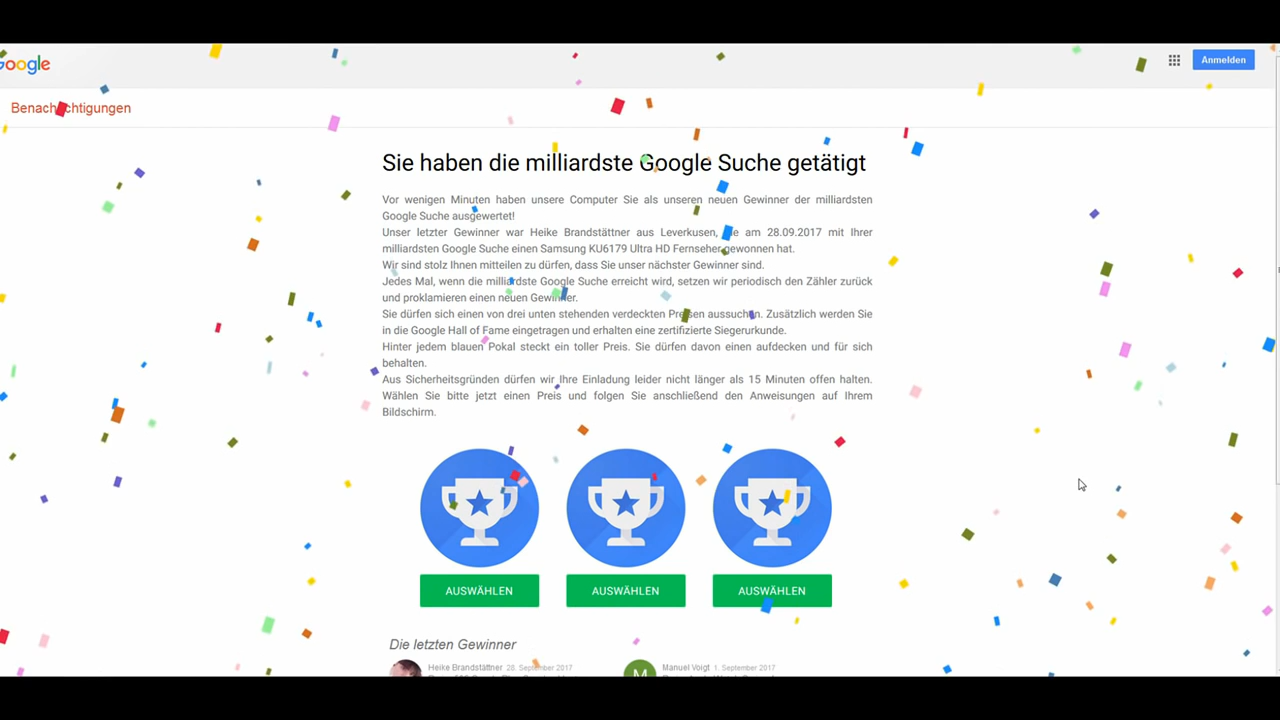 Google
Anmelden
Benachrichtigungen
Sie haben die milliardste Google Suche getätigt
Vor wenigen Minuten haben unsere Computer Sie als unseren neuen Gewinner der milliardsten
Google Suche ausgewertet!
Unser letzter Gewinner war Heike Brandstättner aus Leverkusen, die am 28.09.2017 mit Ihrer
milliardsten Google Suche einen Samsung KU6179 Ultra HD Fernseher gewonnen hat.
Wir sind stolz Ihnen mitteilen zu dürfen, dass Sie unser nächster Gewinner sind.
Jedes Mal, wenn die milliardste Google Suche erreicht wird, setzen wir periodisch den Zähler zurück
und proklamieren einen neuen Gewinner.
Sie dürfen sich einen von drei unten stehenden verdeckten Preisen aussuchen. Zusätzlich werden Sie
in die Google Hall of Fame eingetragen und erhalten eine zertifizierte Siegerurkunde.
Hinter jedem blauen Pokal steckt ein toller Preis. Sie dürfen davon einen aufdecken und für sich
behalten.
Aus Sicherheitsgründen dürfen wir Ihre Einladung leider nicht länger als 15 Minuten offen halten.
Wählen Sie bitte jetzt einen Preis und folgen Sie anschließend den Anweisungen auf Ihrem
Bildschirm.
AUSWÄHLEN AUSWÄHLEN AUSWÄHLEN
Die letzten Gewinner
Heike Brandstättner 28. September 2017
M Manuel Voigt 1. September 2017